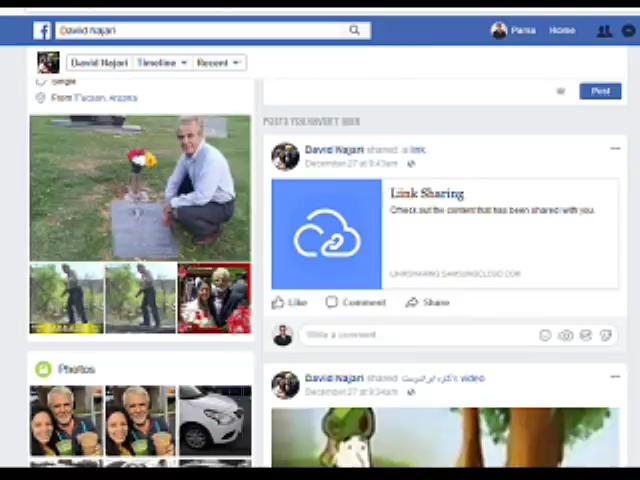 David Najari
Parsa Home
David Najari Timeline Recent
Single
From Tucson, Arizona
Post
POSTS YOU HAVEN'T SEEN
David Najari shared a link.
December 27 at 9:43am
Link Sharing
Check out the content that has been shared with you.
LINKSHARING.SAMSUNGCLOUD.COM
Like Comment Share
Write a comment...
Photos
David Najari shared
video
December 27 at 9:34am